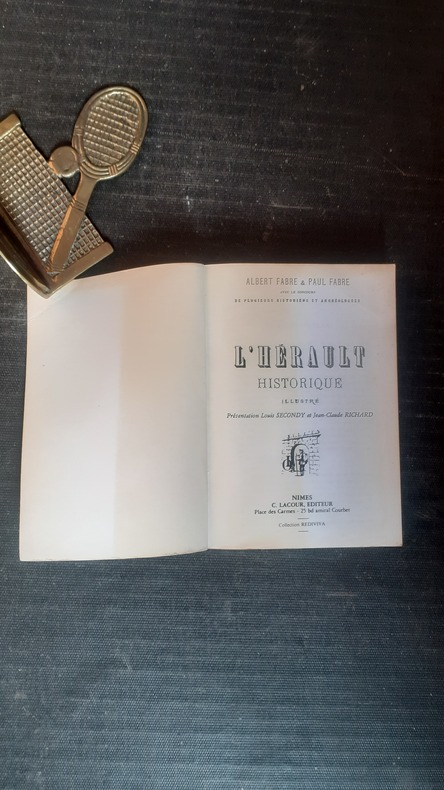 ALBERT FABRE & PAUL FABRE
AVEC LE CONCOURS
DE PLUSIEURS HISTORIENS ET ARCHÉOLOGUES
L'HÉRAULT
HISTORIQUE
ILLUSTRÉ
Présentation Louis SECONDY et Jean-Claude RICHARD
NIMES
C. LACOUR, EDITEUR
Place des Carmes - 25 bd amiral Courbet
Collection REDIVIVA